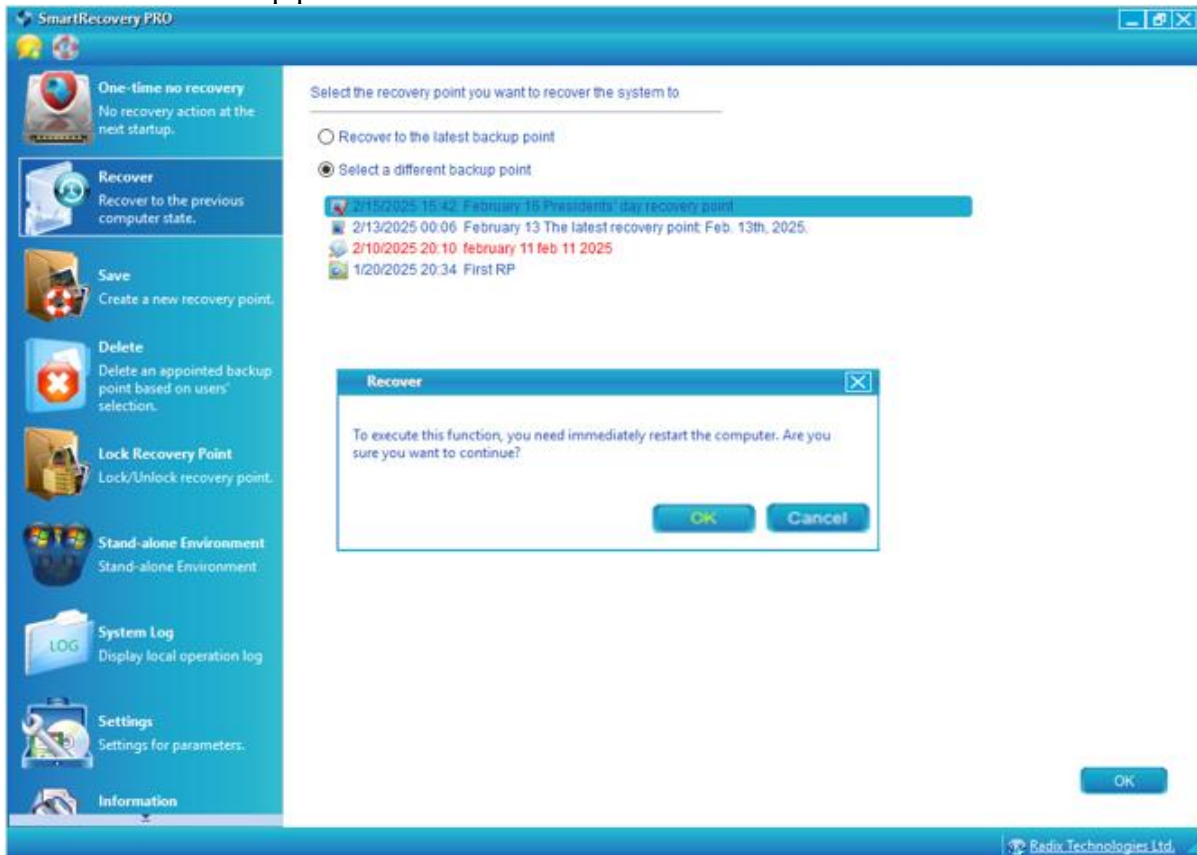 SmartRecovery PRO
One-time no recovery
No recovery action at the
next startup.
Recover
Recover to the previous
computer state.
Save
Create a new recovery point.
Delete
Delete an appointed backup
point based on users'
selection.
Lock Recovery Point
Lock/Unlock recovery point.
Stand-alone Environment
Stand-alone Environment
LOG
System Log
Display local operation log
Settings
Settings for parameters.
Information
Select the recovery point you want to recover the system to
Recover to the latest backup point
Select a different backup point
2/15/2025 15:42 February 16 Presidents' day recovery point
2/13/2025 00:06 February 13 The latest recovery point: Feb. 13th, 2025.
2/10/2025 20:10 february 11 feb 11 2025
1/20/2025 20:34 First RP
Recover
To execute this function, you need immediately restart the computer. Are you
sure you want to continue?
OK Cancel
OK
Radix Technologies Ltd.